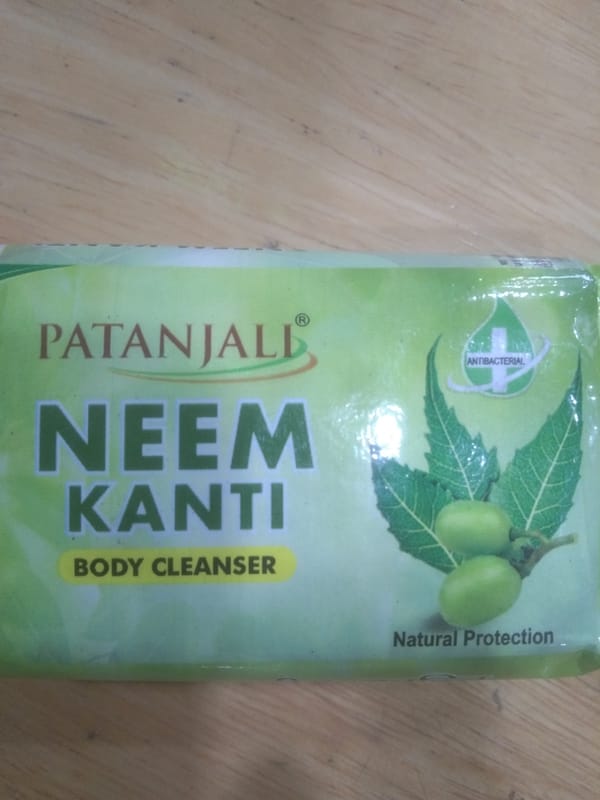 PATANJALI®
NEEM
KANTI
BODY CLEANSER
ANTIBACTERIAL
Natural Protection